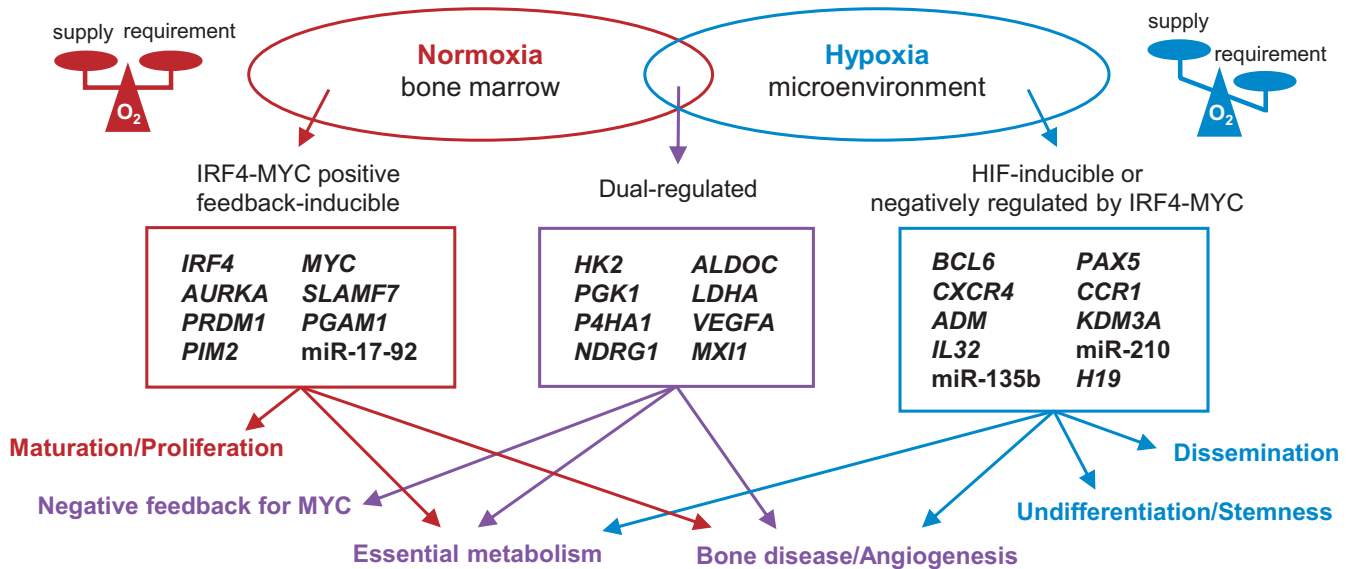 supply requirement
O2
Normoxia
bone marrow
Hypoxia
microenvironment
supply
requirement
O2
IRF4-MYC positive
feedback-inducible
Dual-regulated
HIF-inducible or
negatively regulated by IRF4-MYC
IRF4 MYC
AURKA SLAMF7
PRDM1 PGAM1
PIM2 miR-17-92
HK2 ALDOC
PGK1 LDHA
P4HA1 VEGFA
NDRG1 MXI1
BCL6 PAX5
CXCR4 CCR1
ADM KDM3A
IL32 miR-210
miR-135b H19
Maturation/Proliferation
Negative feedback for MYC
Essential metabolism
Bone disease/Angiogenesis
Dissemination
Undifferentiation/Stemness